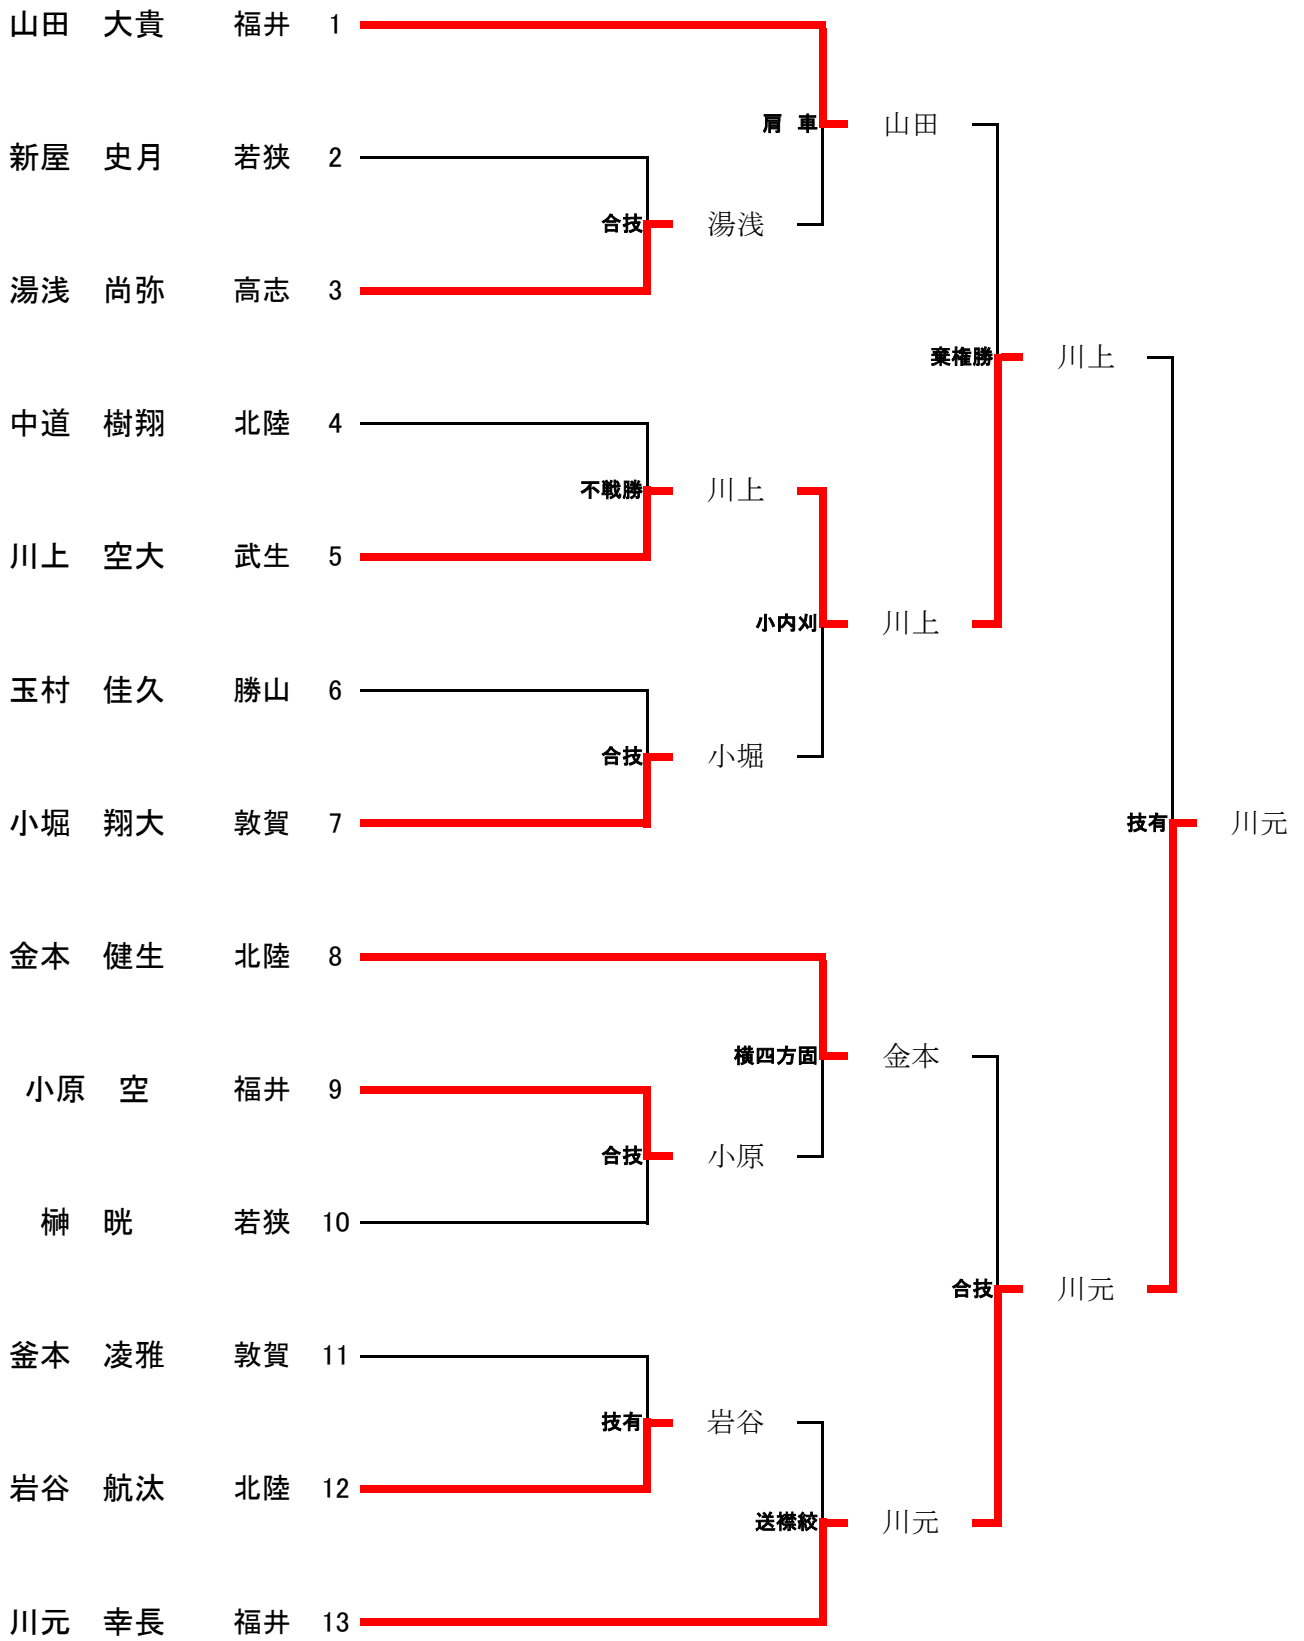 山田　大貴　福井　1
肩　車　山田
新屋　史月　若狭　2
合技　湯浅
湯浅　尚弥　高志　3
棄権勝　川上
中道　樹翔　北陸　4
不戦勝　川上
川上　空大　武生　5
小内刈　川上
玉村　佳久　勝山　6
合技　小堀
小堀　翔大　敦賀　7
技有　川元
金本　健生　北陸　8
横四方固　金本
小原　空　福井　9
合技　小原
榊　晄　若狭　10
合技　川元
釜本　凌雅　敦賀　11
技有　岩谷
岩谷　航汰　北陸　12
送襟絞　川元
川元　幸長　福井　13